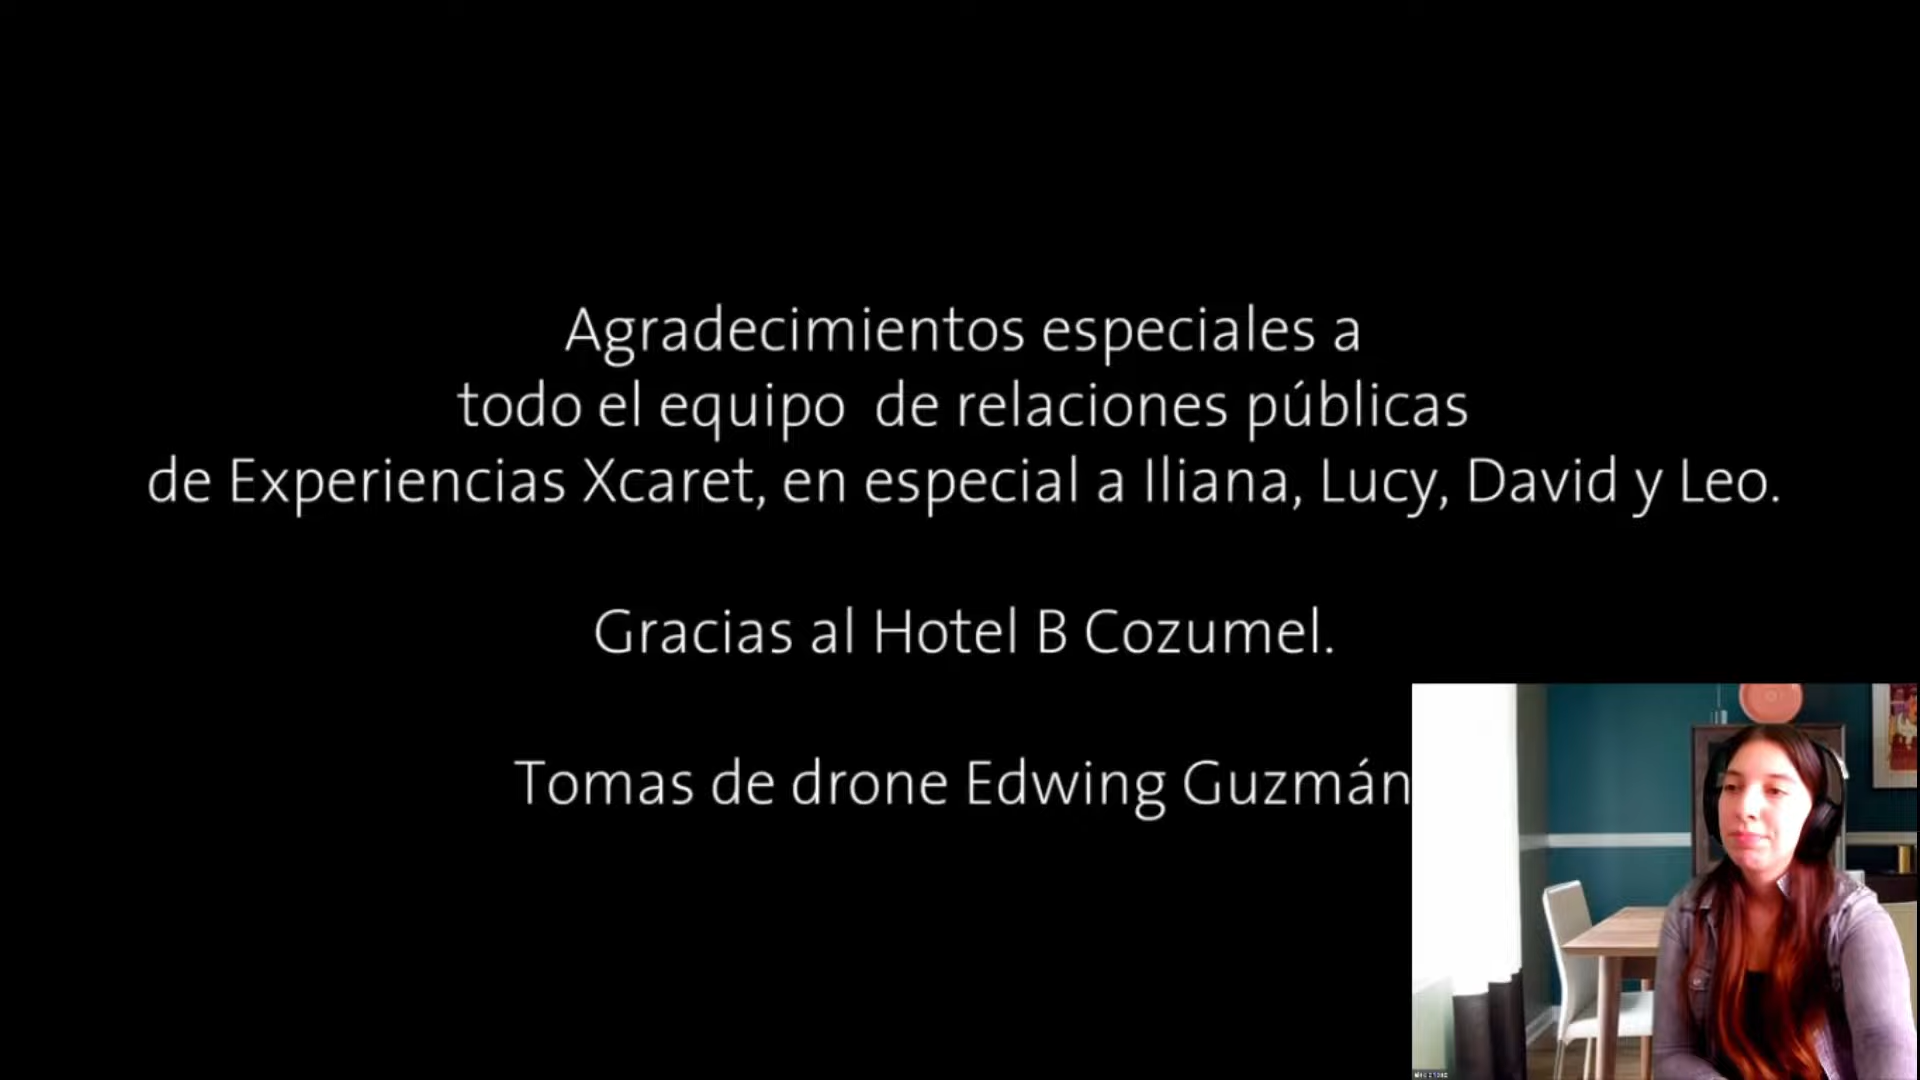 Agradecimientos especiales a
todo el equipo de relaciones públicas
de Experiencias Xcaret, en especial a Iliana, Lucy, David y Leo.
Gracias al Hotel B Cozumel.
Tomas de drone Edwing Guzmán